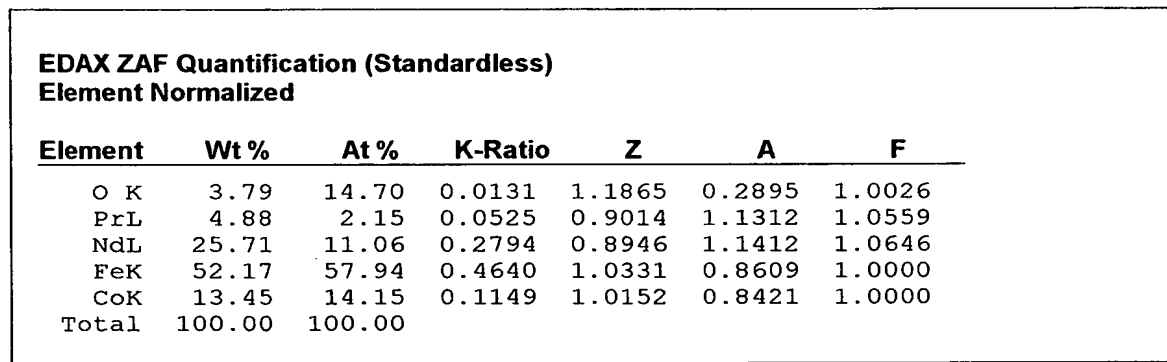 EDAX ZAF Quantification (Standardless)
Element Normalized
Element Wt % At % K-Ratio Z A F
O K 3.79 14.70 0.0131 1.1865 0.2895 1.0026
PrL 4.88 2.15 0.0525 0.9014 1.1312 1.0559
NdL 25.71 11.06 0.2794 0.8946 1.1412 1.0646
FeK 52.17 57.94 0.4640 1.0331 0.8609 1.0000
CoK 13.45 14.15 0.1149 1.0152 0.8421 1.0000
Total 100.00 100.00